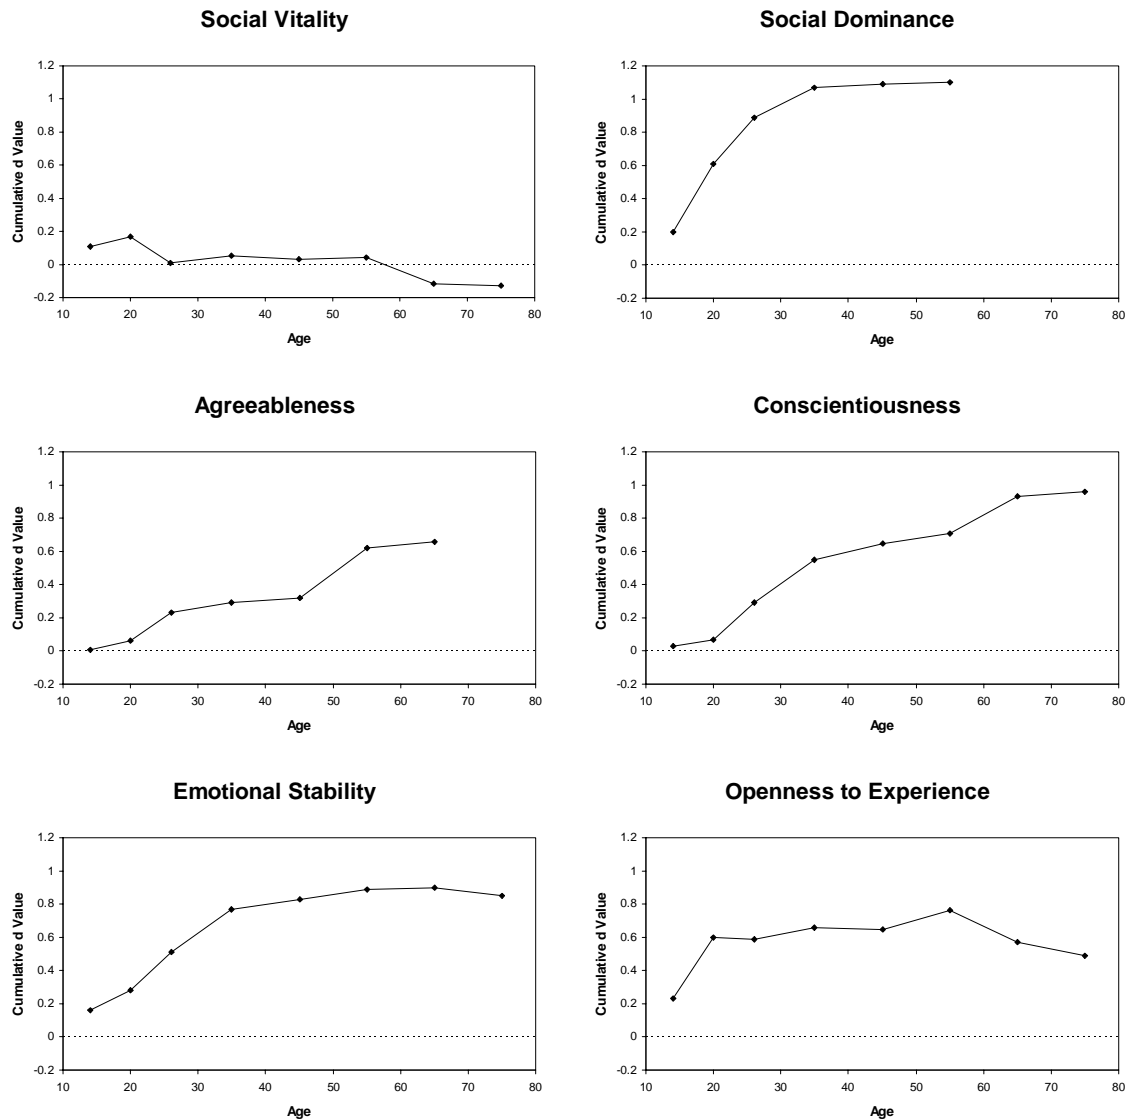 Social Vitality
1.2
1
0.8
0.6
0.4
0.2
0
-0.2
Cumulative d Value
10 20 30 40 50 60 70 80
Age
Social Dominance
1.2
1
0.8
0.6
0.4
0.2
0
-0.2
Cumulative d Value
10 20 30 40 50 60 70 80
Age
Agreeableness
1.2
1
0.8
0.6
0.4
0.2
0
-0.2
Cumulative d Value
10 20 30 40 50 60 70 80
Age
Conscientiousness
1.2
1
0.8
0.6
0.4
0.2
0
-0.2
Cumulative d Value
10 20 30 40 50 60 70 80
Age
Emotional Stability
1.2
1
0.8
0.6
0.4
0.2
0
-0.2
Cumulative d Value
10 20 30 40 50 60 70 80
Age
Openness to Experience
1.2
1
0.8
0.6
0.4
0.2
0
-0.2
Cumulative d Value
10 20 30 40 50 60 70 80
Age